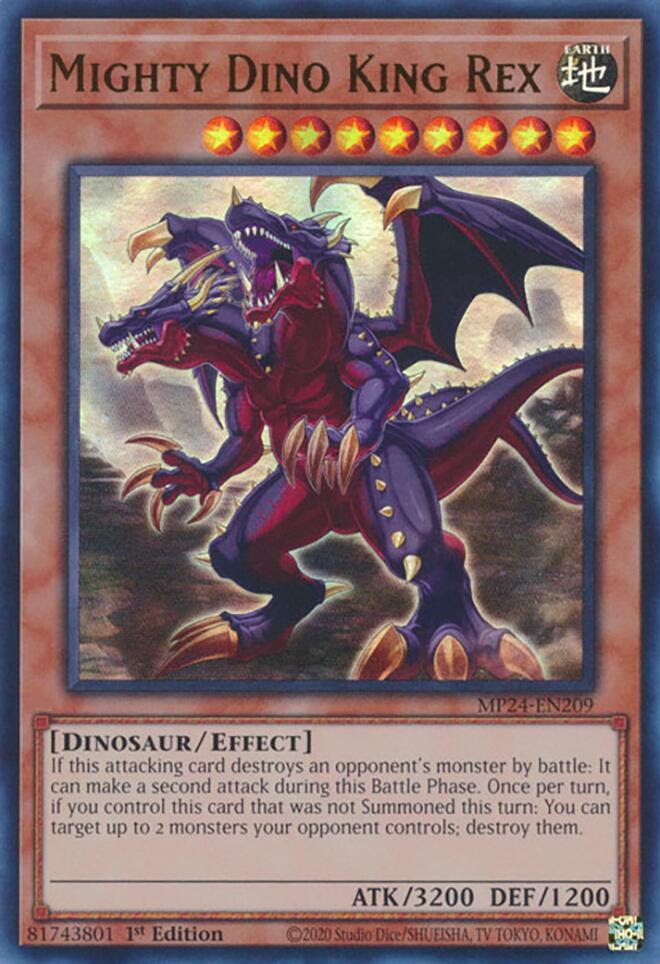 Mighty Dino King Rex
EARTH
地
MP24-EN209
[Dinosaur/Effect]
If this attacking card destroys an opponent's monster by battle: It
can make a second attack during this Battle Phase. Once per turn,
if you control this card that was not Summoned this turn: You can
target up to 2 monsters your opponent controls; destroy them.
ATK/3200 DEF/1200
81743801 1st Edition ©2020 Studio Dice/SHUEISHA, TV TOKYO, KONAMI